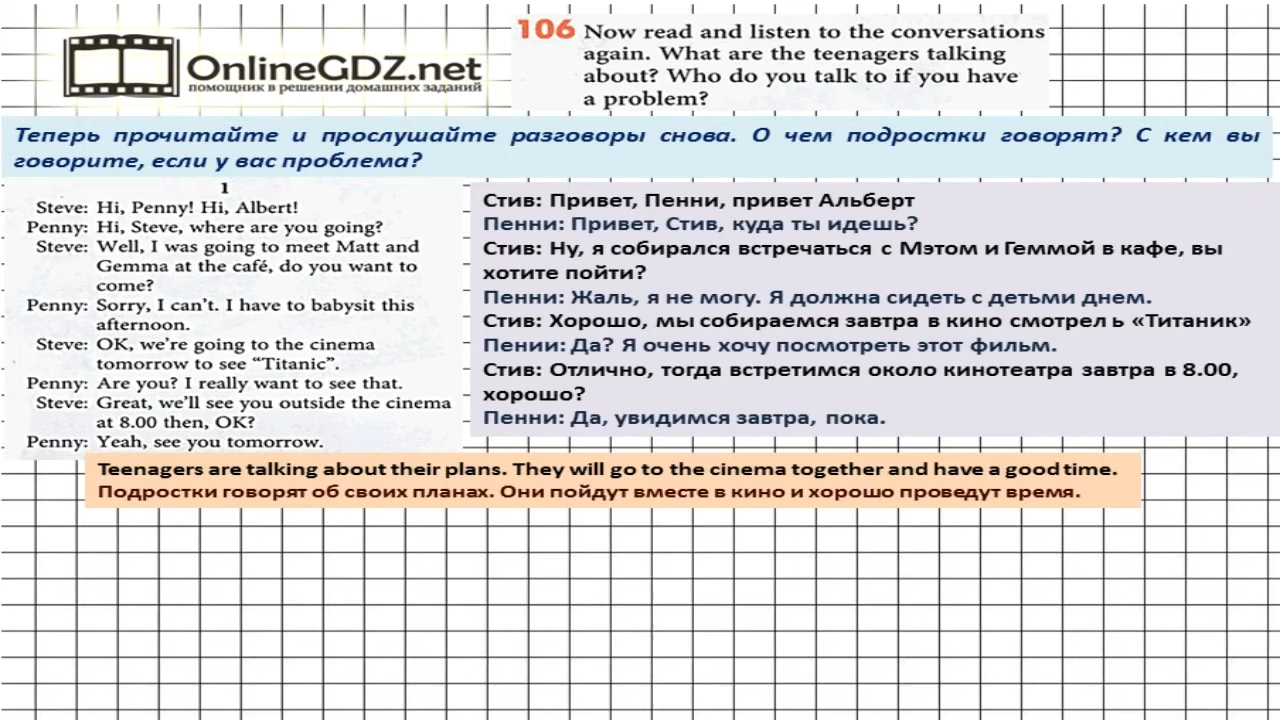 OnlineGDZ.net
помощник в решении домашних заданий
106 Now read and listen to the conversations
again. What are the teenagers talking
about? Who do you talk to if you have
a problem?
Теперь прочитайте и прослушайте разговоры снова. О чем подростки говорят? С кем вы
говорите, если у вас проблема?
1
Steve: Hi, Penny! Hi, Albert!
Penny: Hi, Steve, where are you going?
Steve: Well, I was going to meet Matt and
Gemma at the café, do you want to
come?
Penny: Sorry, I can't. I have to babysit this
afternoon.
Steve: OK, we're going to the cinema
tomorrow to see “Titanic”.
Penny: Are you? I really want to see that.
Steve: Great, we'll see you outside the cinema
at 8.00 then, OK?
Penny: Yeah, see you tomorrow.
Стив: Привет, Пенни, привет Альберт
Пенни: Привет, Стив, куда ты идешь?
Стив: Ну, я собирался встречаться с Мэтом и Геммой в кафе, вы
хотите пойти?
Пенни: Жаль, я не могу. Я должна сидеть с детьми днем.
Стив: Хорошо, мы собираемся завтра в кино смотрел ь «Титаник»
Пении: Да? Я очень хочу посмотреть этот фильм.
Стив: Отлично, тогда встретимся около кинотеатра завтра в 8.00,
хорошо?
Пенни: Да, увидимся завтра, пока.
Teenagers are talking about their plans. They will go to the cinema together and have a good time.
Подростки говорят об своих планах. Они пойдут вместе в кино и хорошо проведут время.